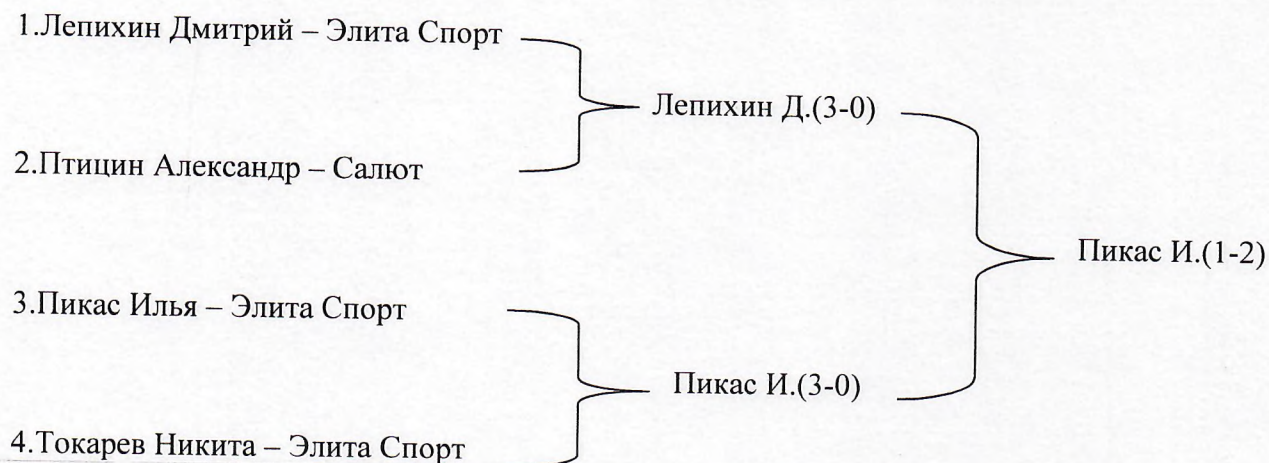 1.Лепихин Дмитрий – Элита Спорт
Лепихин Д.(3-0)
2.Птицин Александр – Салют
Пикас И.(1-2)
3.Пикас Илья – Элита Спорт
Пикас И.(3-0)
4.Токарев Никита – Элита Спорт